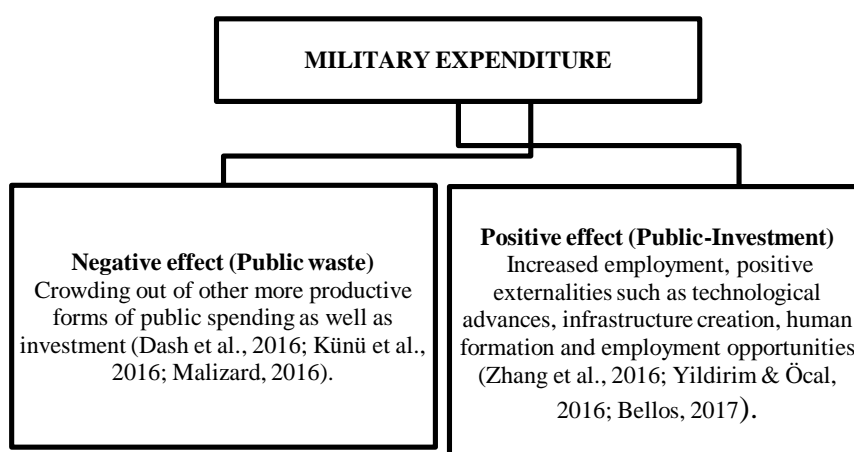 MILITARY EXPENDITURE
Negative effect (Public waste)
Crowding out of other more productive
forms of public spending as well as
investment (Dash et al., 2016; Künü et al.,
2016; Malizard, 2016).
Positive effect (Public-Investment)
Increased employment, positive
externalities such as technological
advances, infrastructure creation, human
formation and employment opportunities
(Zhang et al., 2016; Yildirim & Öcal,
2016; Bellos, 2017).